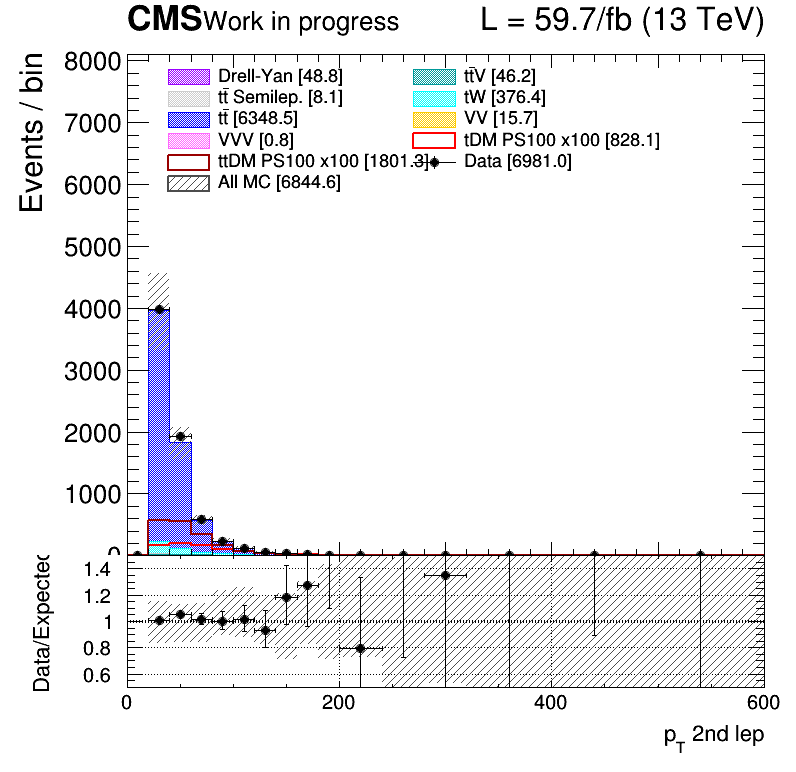 CMS Work in progress L = 59.7/fb (13 TeV)
Events / bin
8000
7000
6000
5000
4000
3000
2000
1000
0
Drell-Yan [48.8]
tt̄V [46.2]
tt̄ Semilep. [8.1]
tW [376.4]
tt̄ [6348.5]
VV [15.7]
VVV [0.8]
tDM PS100 x100 [828.1]
ttDM PS100 x100 [1801.3]
Data [6981.0]
All MC [6844.6]
Data/Expected
1.4
1.2
1
0.8
0.6
0 200 400 600
p_T 2nd lep